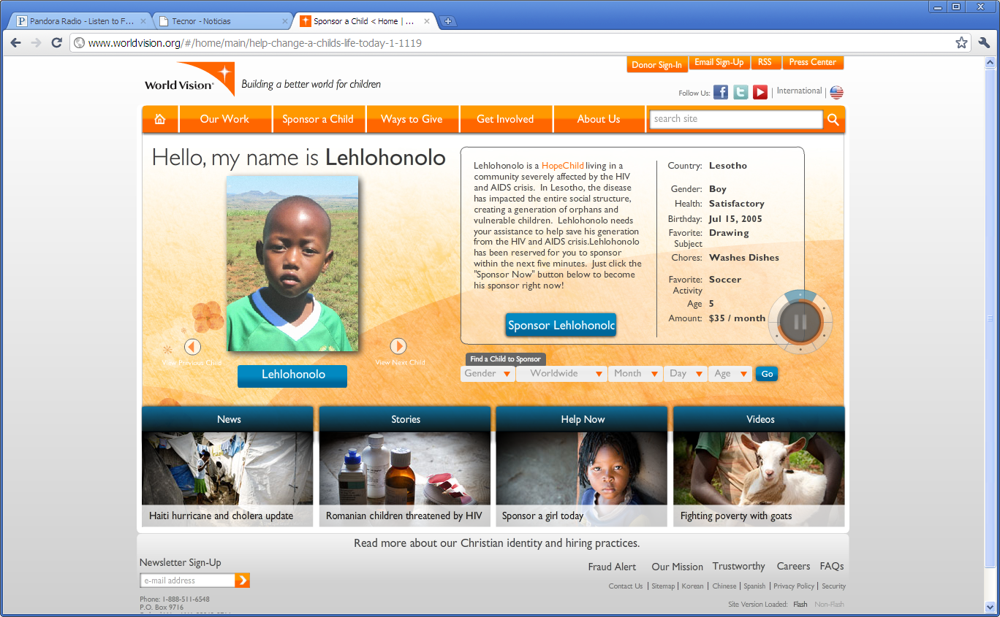 Pandora Radio - Listen to F...
Tecnor - Noticias
Sponsor a Child < Home | ...
www.worldvision.org/#/home/main/help-change-a-childs-life-today-1-1119
Donor Sign-In
Email Sign-Up
RSS
Press Center
World Vision
Building a better world for children
Follow Us:
International
Our Work
Sponsor a Child
Ways to Give
Get Involved
About Us
search site
Hello, my name is Lehlohonolo
Lehlohonolo is a HopeChild living in a
community severely affected by the HIV
and AIDS crisis. In Lesotho, the disease
has impacted the entire social structure,
creating a generation of orphans and
vulnerable children. Lehlohonolo needs
your assistance to help save his generation
from the HIV and AIDS crisis.Lehlohonolo
has been reserved for you to sponsor
within the next five minutes. Just click the
"Sponsor Now" button below to become
his sponsor right now!
Sponsor Lehlohonolc
Country: Lesotho
Gender: Boy
Health: Satisfactory
Birthday: Jul 15, 2005
Favorite: Drawing
Subject
Chores: Washes Dishes
Favorite: Soccer
Activity
Age 5
Amount: $35 / month
View Previous Child
View Next Child
Lehlohonolo
Find a Child to Sponsor
Gender
Worldwide
Month
Day
Age
Go
News
Stories
Help Now
Videos
Haiti hurricane and cholera update
Romanian children threatened by HIV
Sponsor a girl today
Fighting poverty with goats
Read more about our Christian identity and hiring practices.
Newsletter Sign-Up
e-mail address
Fraud Alert
Our Mission
Trustworthy
Careers
FAQs
Contact Us | Sitemap | Korean | Chinese | Spanish | Privacy Policy | Security
Phone: 1-888-511-6548
P.O. Box 9716
Site Version Loaded: Flash Non-Flash